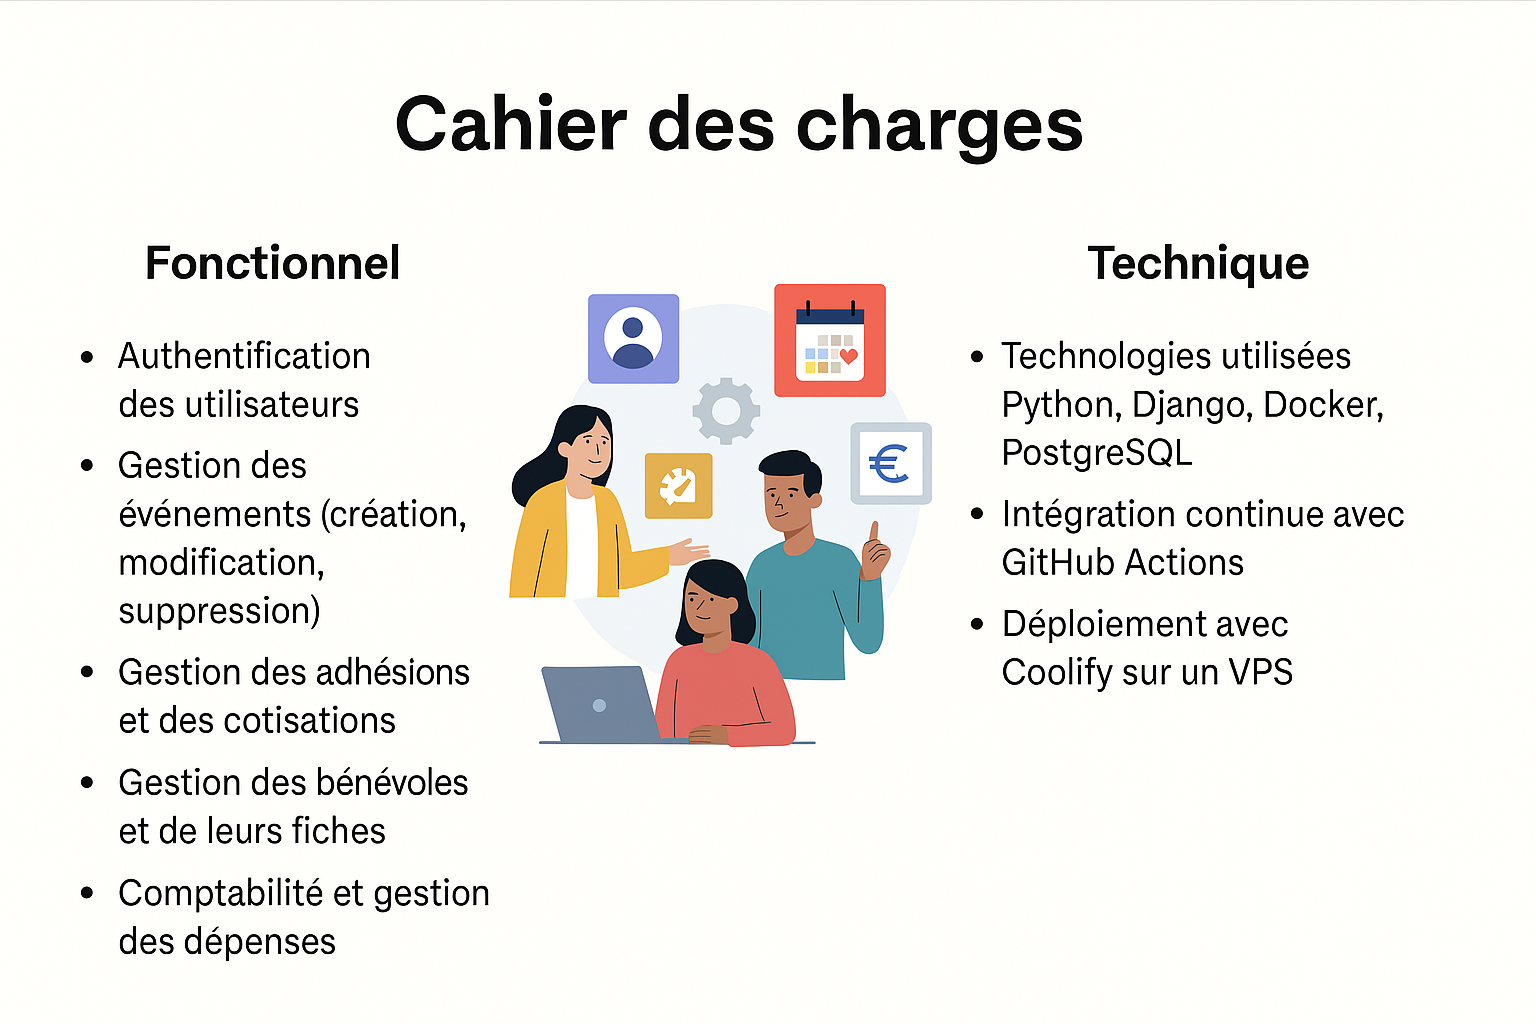 Cahier des charges
Fonctionnel
• Authentification
des utilisateurs
• Gestion des
événements (création,
modification,
suppression)
• Gestion des adhésions
et des cotisations
• Gestion des bénévoles
et de leurs fiches
• Comptabilité et gestion
des dépenses
€
Technique
• Technologies utilisées
Python, Django, Docker,
PostgreSQL
• Intégration continue avec
GitHub Actions
• Déploiement avec
Coolify sur un VPS